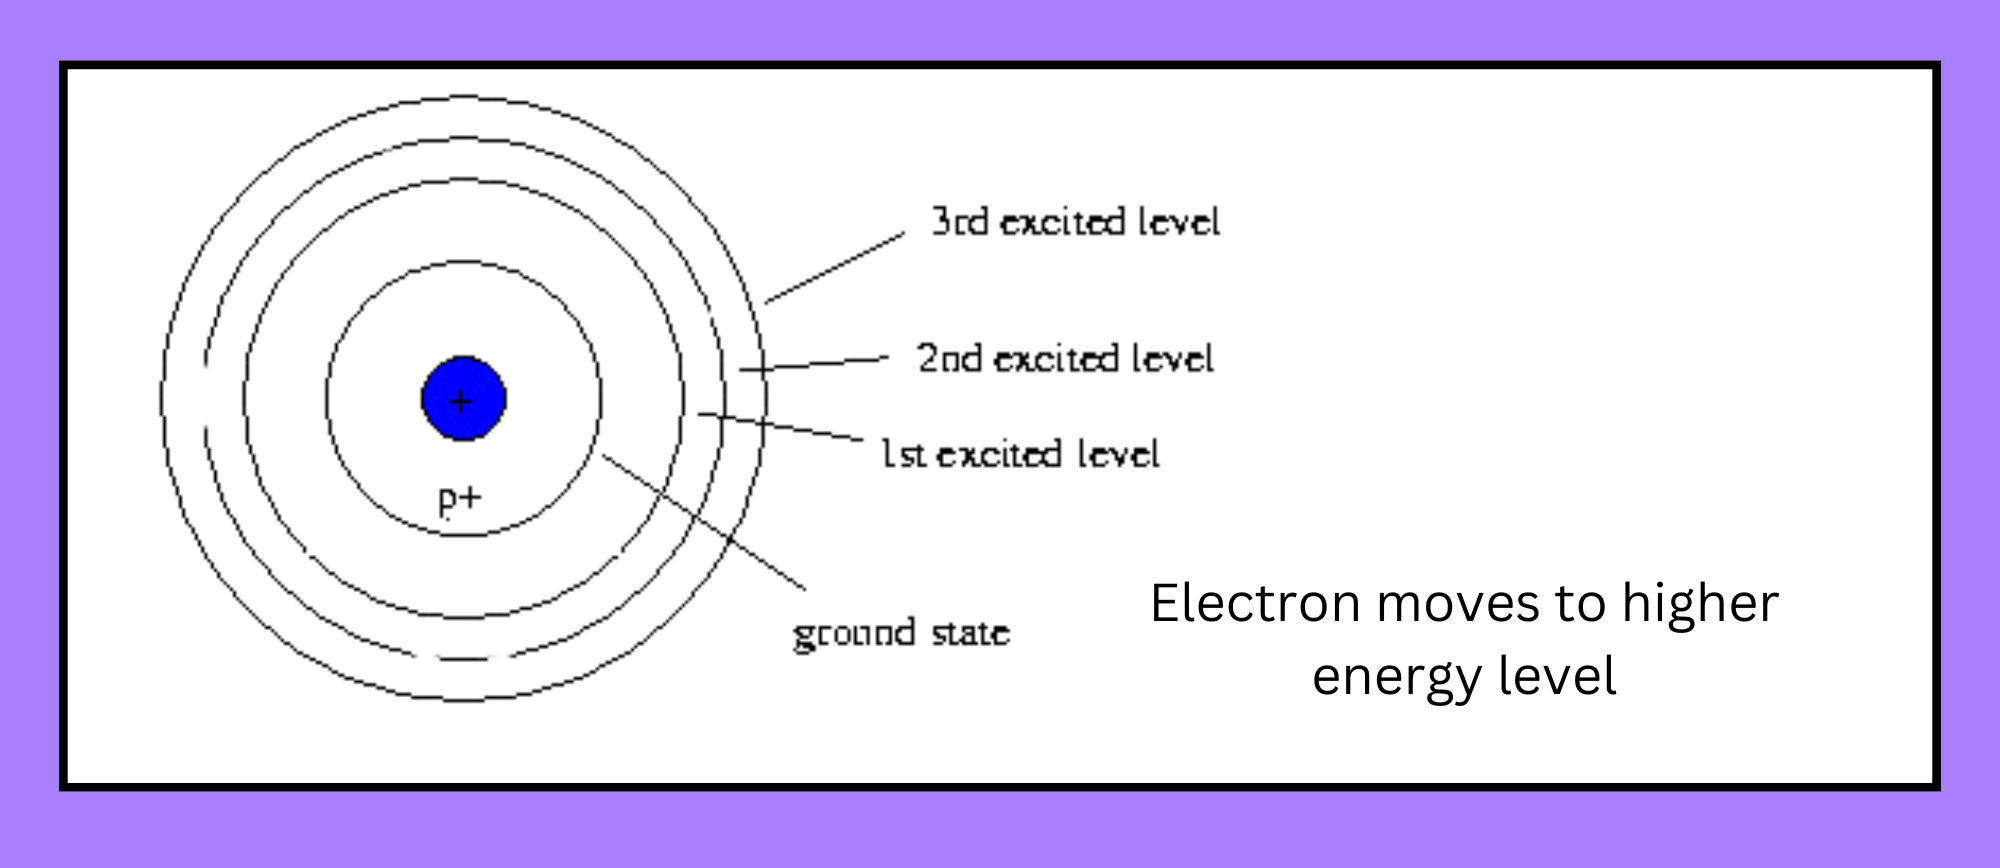 3rd excited level
2nd excited level
1st excited level
+
p+
ground state
Electron moves to higher
energy level